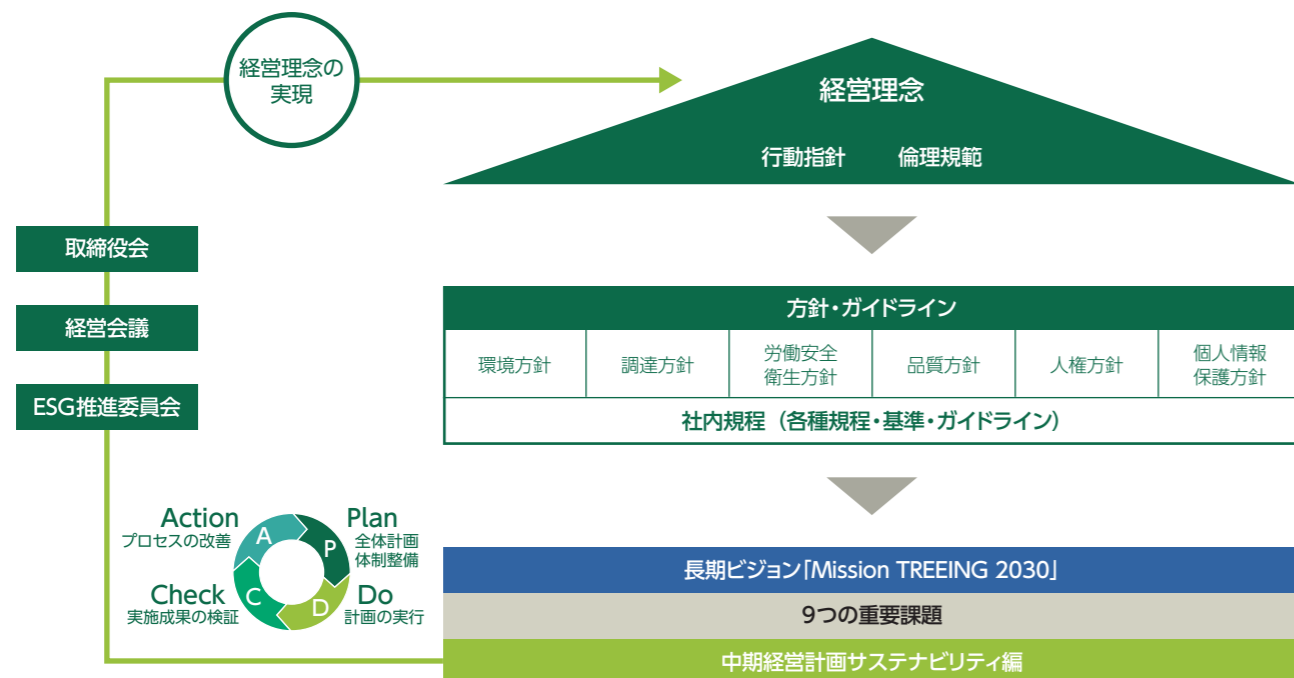 経営理念の
実現
経営理念
行動指針 倫理規範
取締役会
経営会議
ESG推進委員会
方針・ガイドライン
環境方針
調達方針
労働安全
衛生方針
品質方針
人権方針
個人情報
保護方針
社内規程（各種規程・基準・ガイドライン）
Action
プロセスの改善
Plan
全体計画
体制整備
Check
実施成果の検証
Do
計画の実行
A
P
C
D
長期ビジョン「Mission TREEING 2030」
9つの重要課題
中期経営計画サステナビリティ編